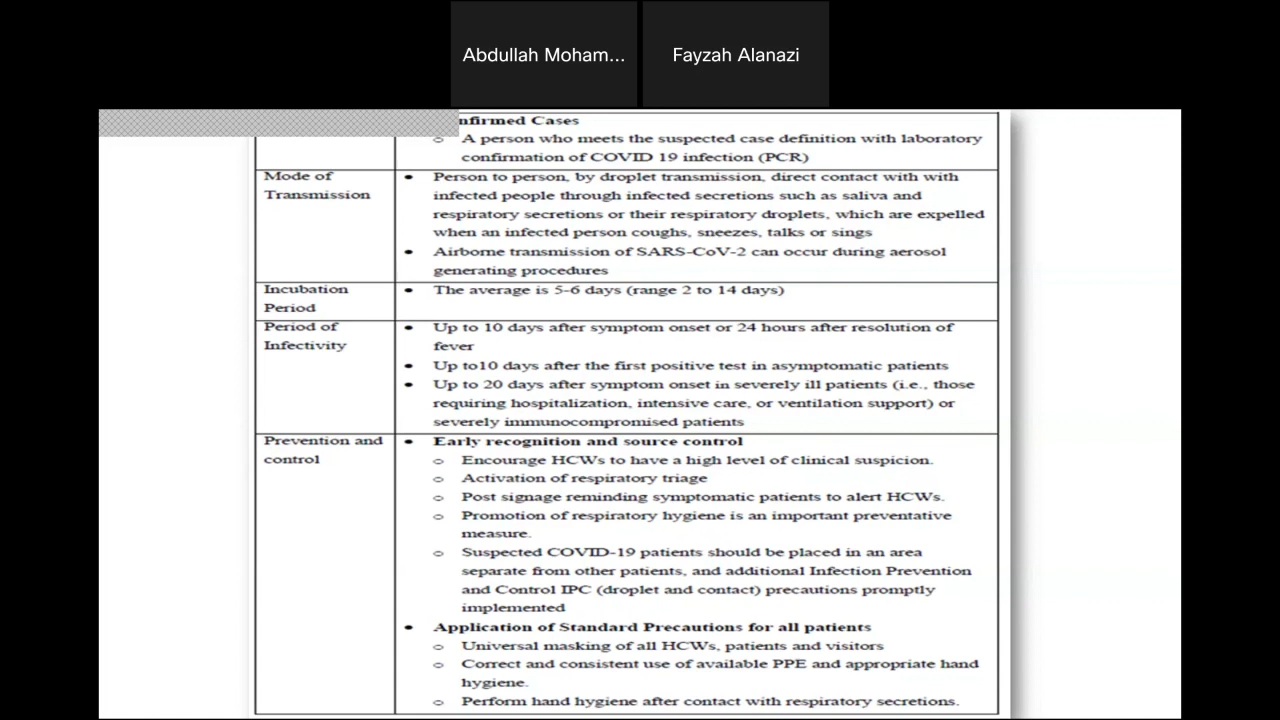 Abdullah Moham...
Fayzah Alanazi
nfirmed Cases
o A person who meets the suspected case definition with laboratory
confirmation of COVID 19 infection (PCR)
Mode of
Transmission
• Person to person, by droplet transmission, direct contact with with
infected people through infected secretions such as saliva and
respiratory secretions or their respiratory droplets, which are expelled
when an infected person coughs, sneezes, talks or sings
• Airborne transmission of SARS-CoV-2 can occur during aerosol
generating procedures
Incubation
Period
• The average is 5-6 days (range 2 to 14 days)
Period of
Infectivity
• Up to 10 days after symptom onset or 24 hours after resolution of
fever
• Up to10 days after the first positive test in asymptomatic patients
• Up to 20 days after symptom onset in severely ill patients (i.e., those
requiring hospitalization, intensive care, or ventilation support) or
severely immunocompromised patients
Prevention and
control
• Early recognition and source control
o Encourage HCWs to have a high level of clinical suspicion.
o Activation of respiratory triage
o Post signage reminding symptomatic patients to alert HCWs.
o Promotion of respiratory hygiene is an important preventative
measure.
o Suspected COVID-19 patients should be placed in an area
separate from other patients, and additional Infection Prevention
and Control IPC (droplet and contact) precautions promptly
implemented
• Application of Standard Precautions for all patients
o Universal masking of all HCWs, patients and visitors
o Correct and consistent use of available PPE and appropriate hand
hygiene.
o Perform hand hygiene after contact with respiratory secretions.